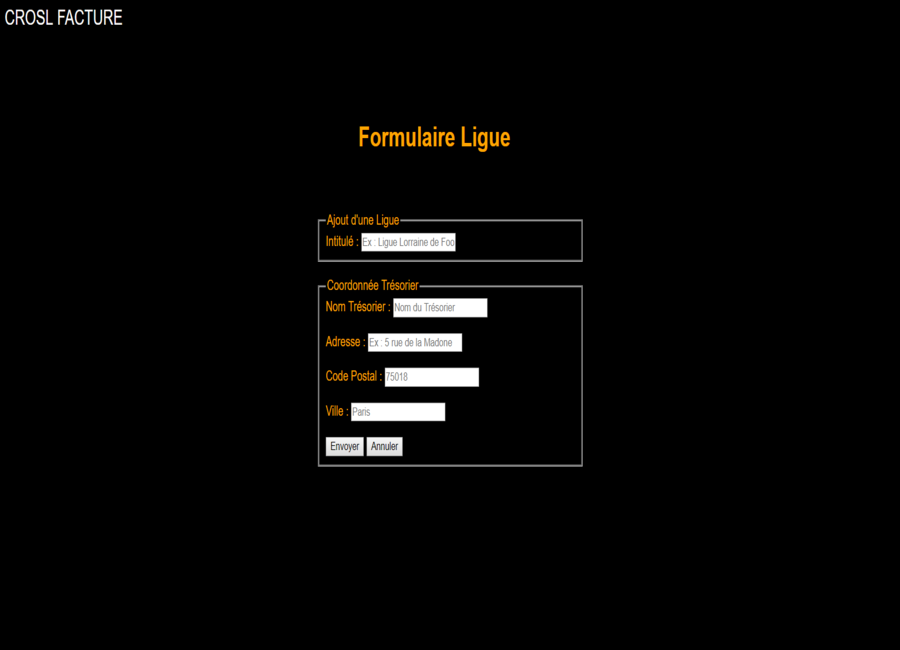 CROSL FACTURE
Formulaire Ligue
Ajout d'une Ligue
Intitulé : Ex : Ligue Lorraine de Foo
Coordonnée Trésorier
Nom Trésorier : Nom du Trésorier
Adresse : Ex : 5 rue de la Madone
Code Postal : 75018
Ville : Paris
Envoyer Annuler